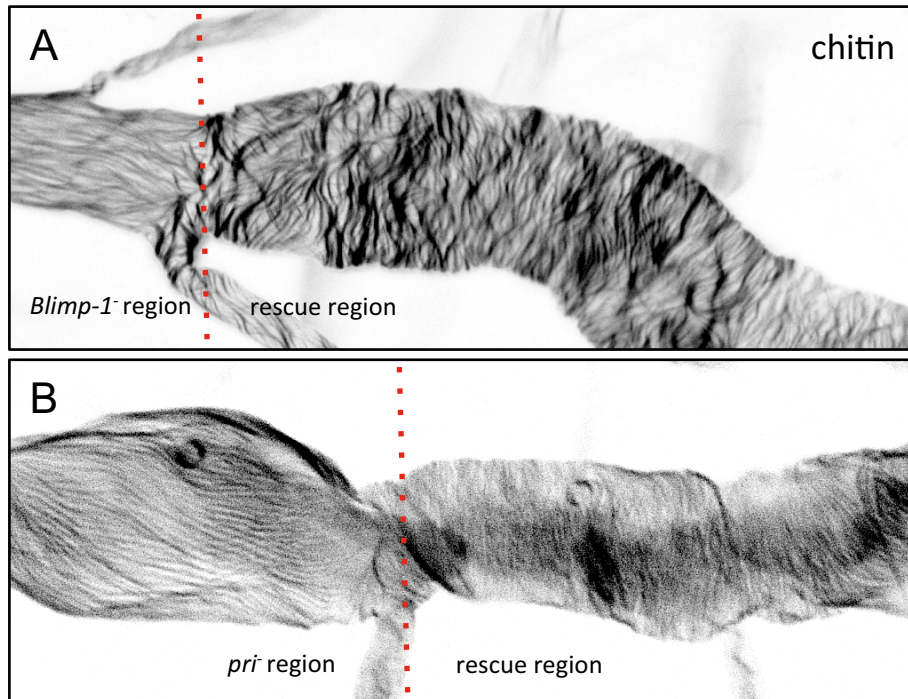 A
chitin
Blimp-1⁻ region
rescue region
B
pri⁻ region
rescue region